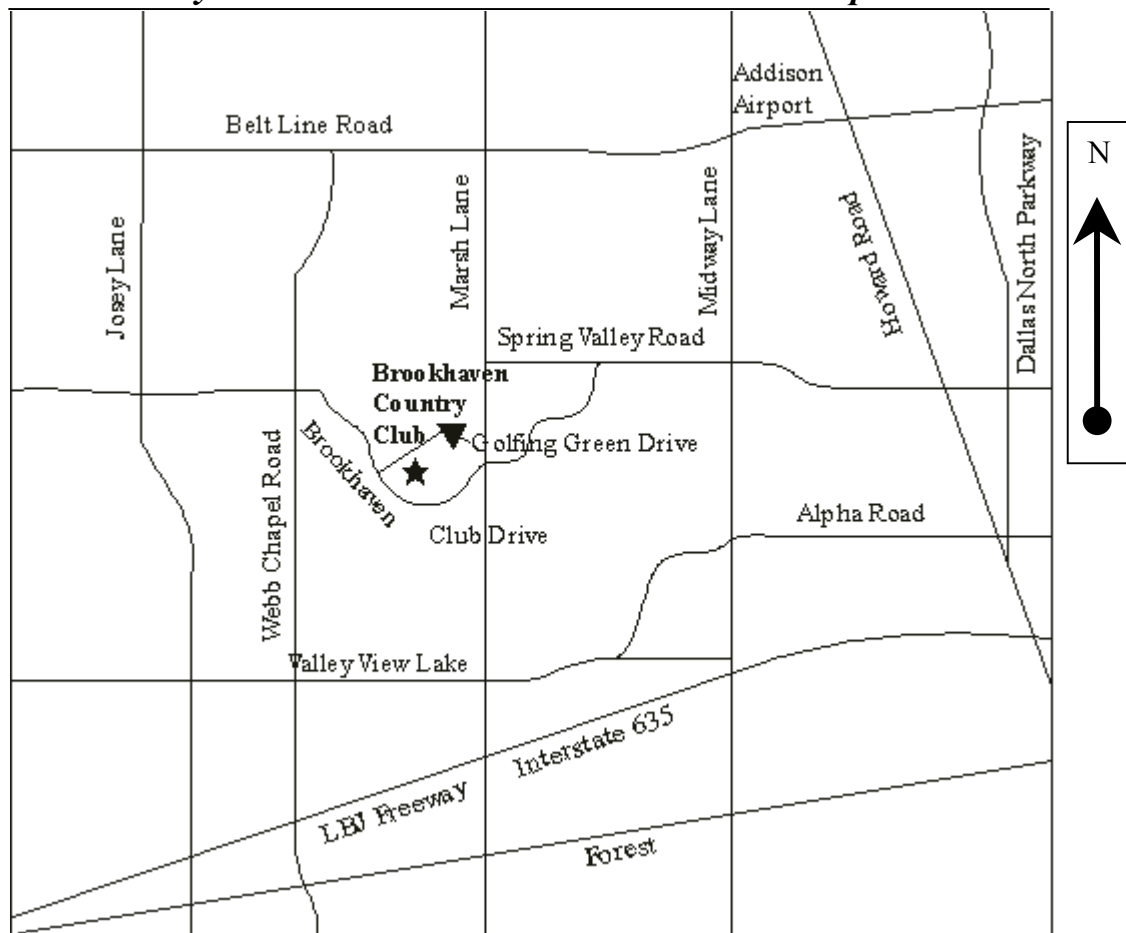 Addison
Airport
Belt Line Road
N
Josey Lane
Marsh Lane
Midway Lane
Howard Road
Dallas North Parkway
Spring Valley Road
Brookhaven
Country
Club
Golfing Green Drive
Brookhaven
Club Drive
Webb Chapel Road
Alpha Road
Valley View Lake
Interstate 635
LBJ Freeway
Forest